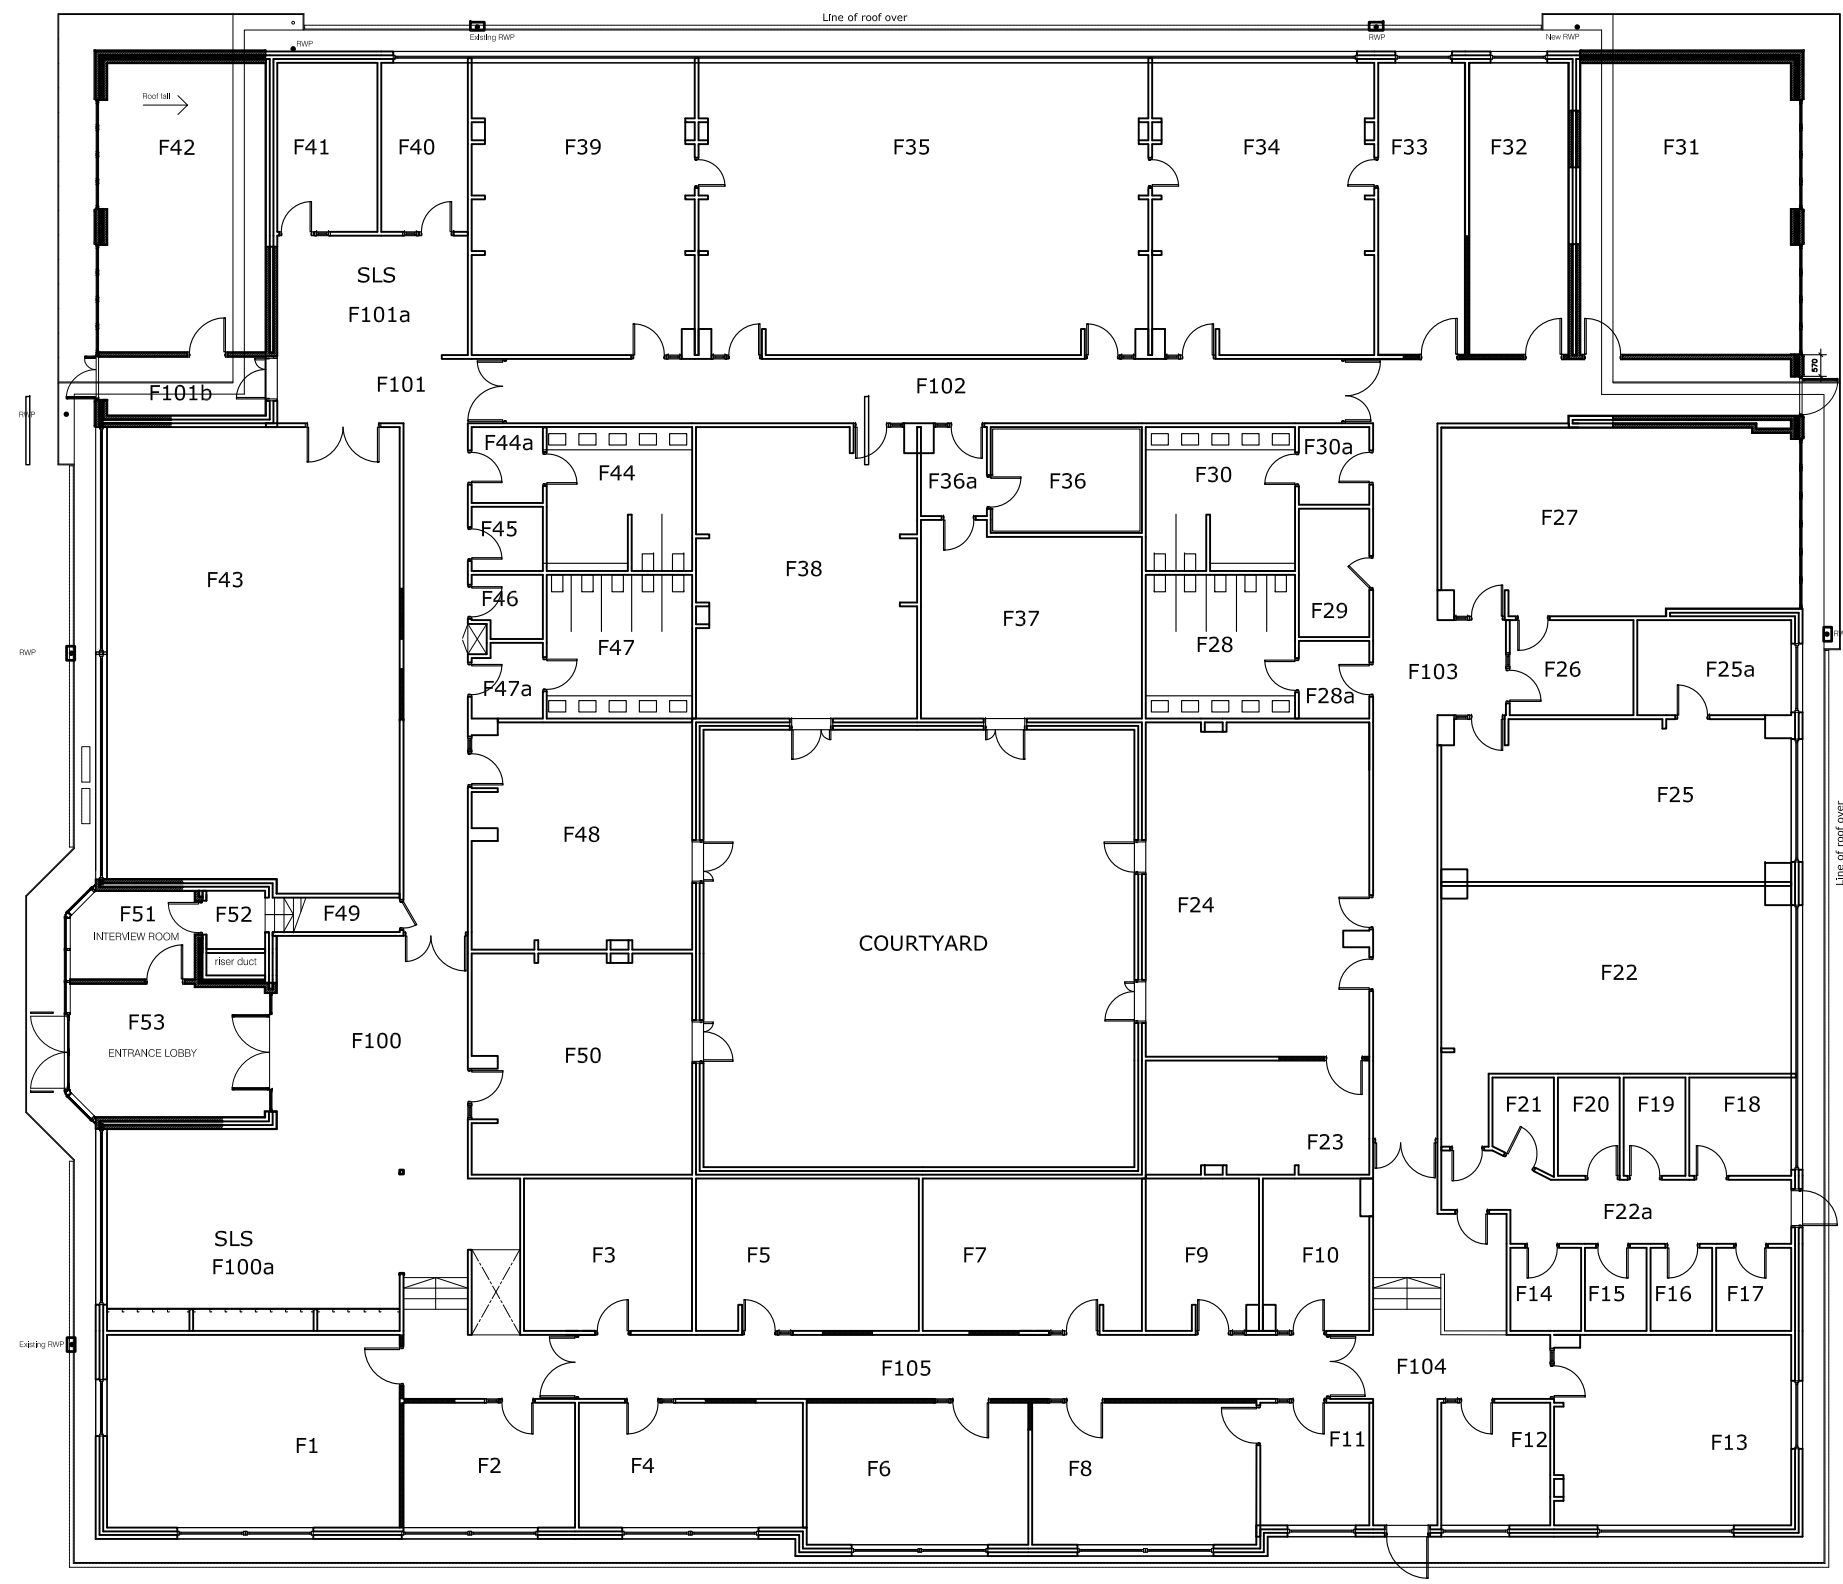 Line of roof over
RWP
Existing RWP
RWP
New RWP
Roof fall
F42
F41
F40
F39
F35
F34
F33
F32
F31
SLS
F101a
F101b
F101
F102
570
RWP
F44a
F44
F45
F46
F47
F47a
F43
F38
F36a
F36
F37
F30
F30a
F29
F28
F28a
F27
F103
F26
F25a
RWP
RWP
F48
F24
F25
Line of roof over
F51
INTERVIEW ROOM
F52
riser duct
F49
COURTYARD
F22
F53
ENTRANCE LOBBY
F100
F50
F23
F21
F20
F19
F18
F22a
SLS
F100a
F3
F5
F7
F9
F10
F14
F15
F16
F17
Existing RWP
F105
F104
F1
F2
F4
F6
F8
F11
F12
F13